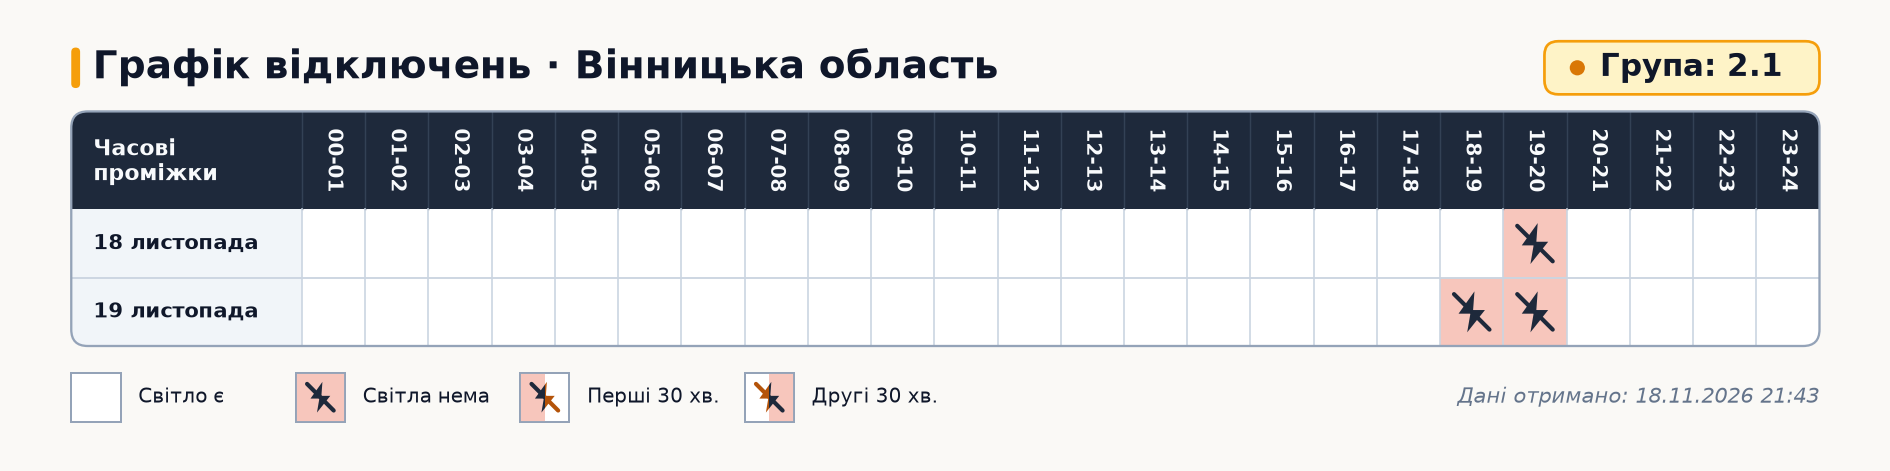 Графік відключень · Вінницька область
Група: 2.1
Часові
проміжки
00-01 01-02 02-03 03-04 04-05 05-06 06-07 07-08 08-09 09-10 10-11 11-12 12-13 13-14 14-15 15-16 16-17 17-18 18-19 19-20 20-21 21-22 22-23 23-24
18 листопада
19 листопада
Світло є Світла нема Перші 30 хв. Другі 30 хв. Дані отримано: 18.11.2026 21:43